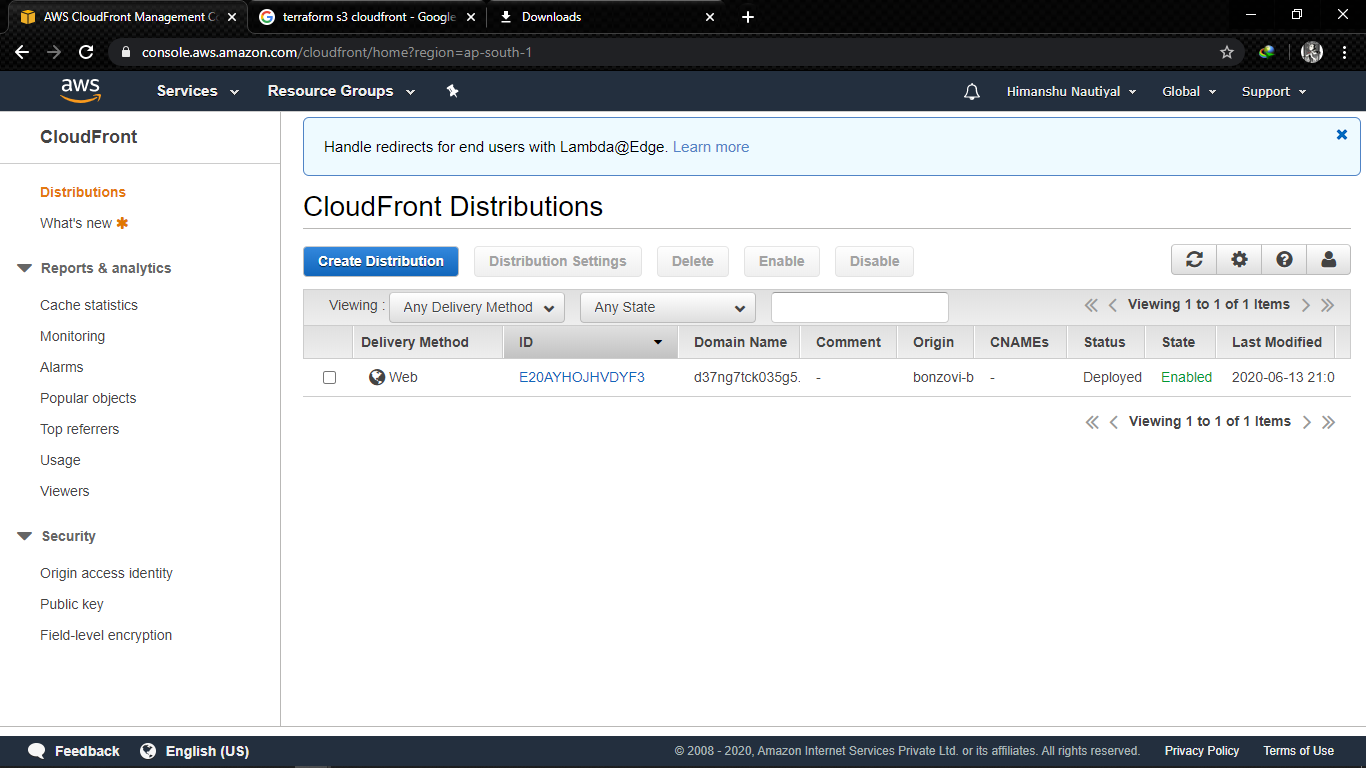 AWS CloudFront Management C
terraform s3 cloudfront - Google
Downloads
console.aws.amazon.com/cloudfront/home?region=ap-south-1
aws Services Resource Groups Himanshu Nautiyal Global Support
CloudFront
Distributions
What's new
Reports & analytics
Cache statistics
Monitoring
Alarms
Popular objects
Top referrers
Usage
Viewers
Security
Origin access identity
Public key
Field-level encryption
Handle redirects for end users with Lambda@Edge. Learn more
CloudFront Distributions
Create Distribution Distribution Settings Delete Enable Disable
Viewing : Any Delivery Method Any State Viewing 1 to 1 of 1 Items
Delivery Method ID Domain Name Comment Origin CNAMEs Status State Last Modified
Web E20AYHOJHVDYF3 d37ng7tck035g5. - bonzovi-b - Deployed Enabled 2020-06-13 21:0
Viewing 1 to 1 of 1 Items
Feedback English (US) © 2008 - 2020, Amazon Internet Services Private Ltd. or its affiliates. All rights reserved. Privacy Policy Terms of Use